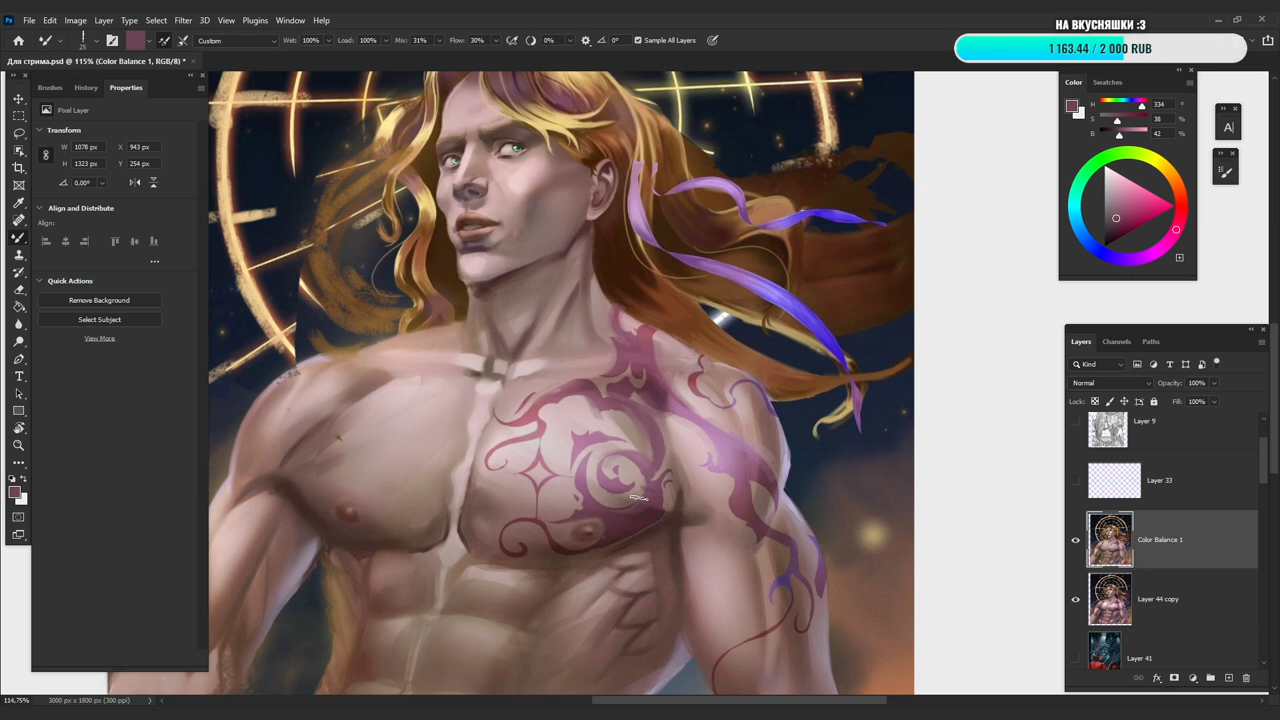 НА ВКУСНЯШКИ :3
Ps File Edit Image Layer Type Select Filter 3D View Plugins Window Help
25 Custom Wet: 100% Load: 100% Mix: 31% Flow: 30% 0% 0° Sample All Layers
1 163.44 / 2 000 RUB
Для стрима.psd @ 115% (Color Balance 1, RGB/8) *
Brushes History Properties
Pixel Layer
Transform
W 1078 px X 943 px
H 1323 px Y 254 px
0,00°
Align and Distribute
Align:
Quick Actions
Remove Background
Select Subject
View More
Color Swatches
H 334 °
S 38 %
B 42 %
A
Layers Channels Paths
Kind
Normal Opacity: 100%
Lock: Fill: 100%
Layer 9
Layer 33
Color Balance 1
Layer 44 copy
Layer 41
fx
114,75% 3000 px x 1800 px (300 ppi)